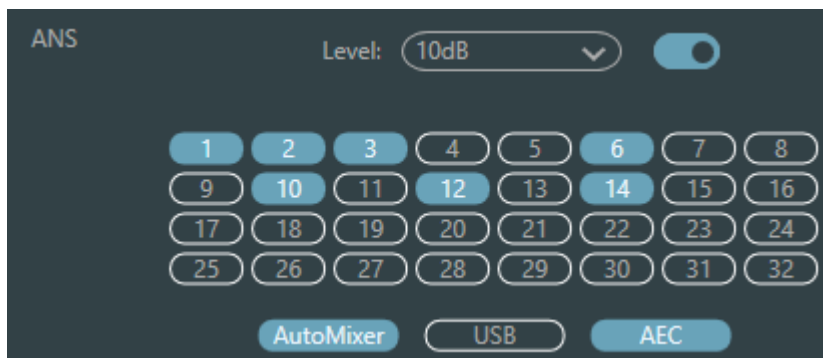 ANS
Level: 10dB
1 2 3 4 5 6 7 8
9 10 11 12 13 14 15 16
17 18 19 20 21 22 23 24
25 26 27 28 29 30 31 32
AutoMixer USB AEC